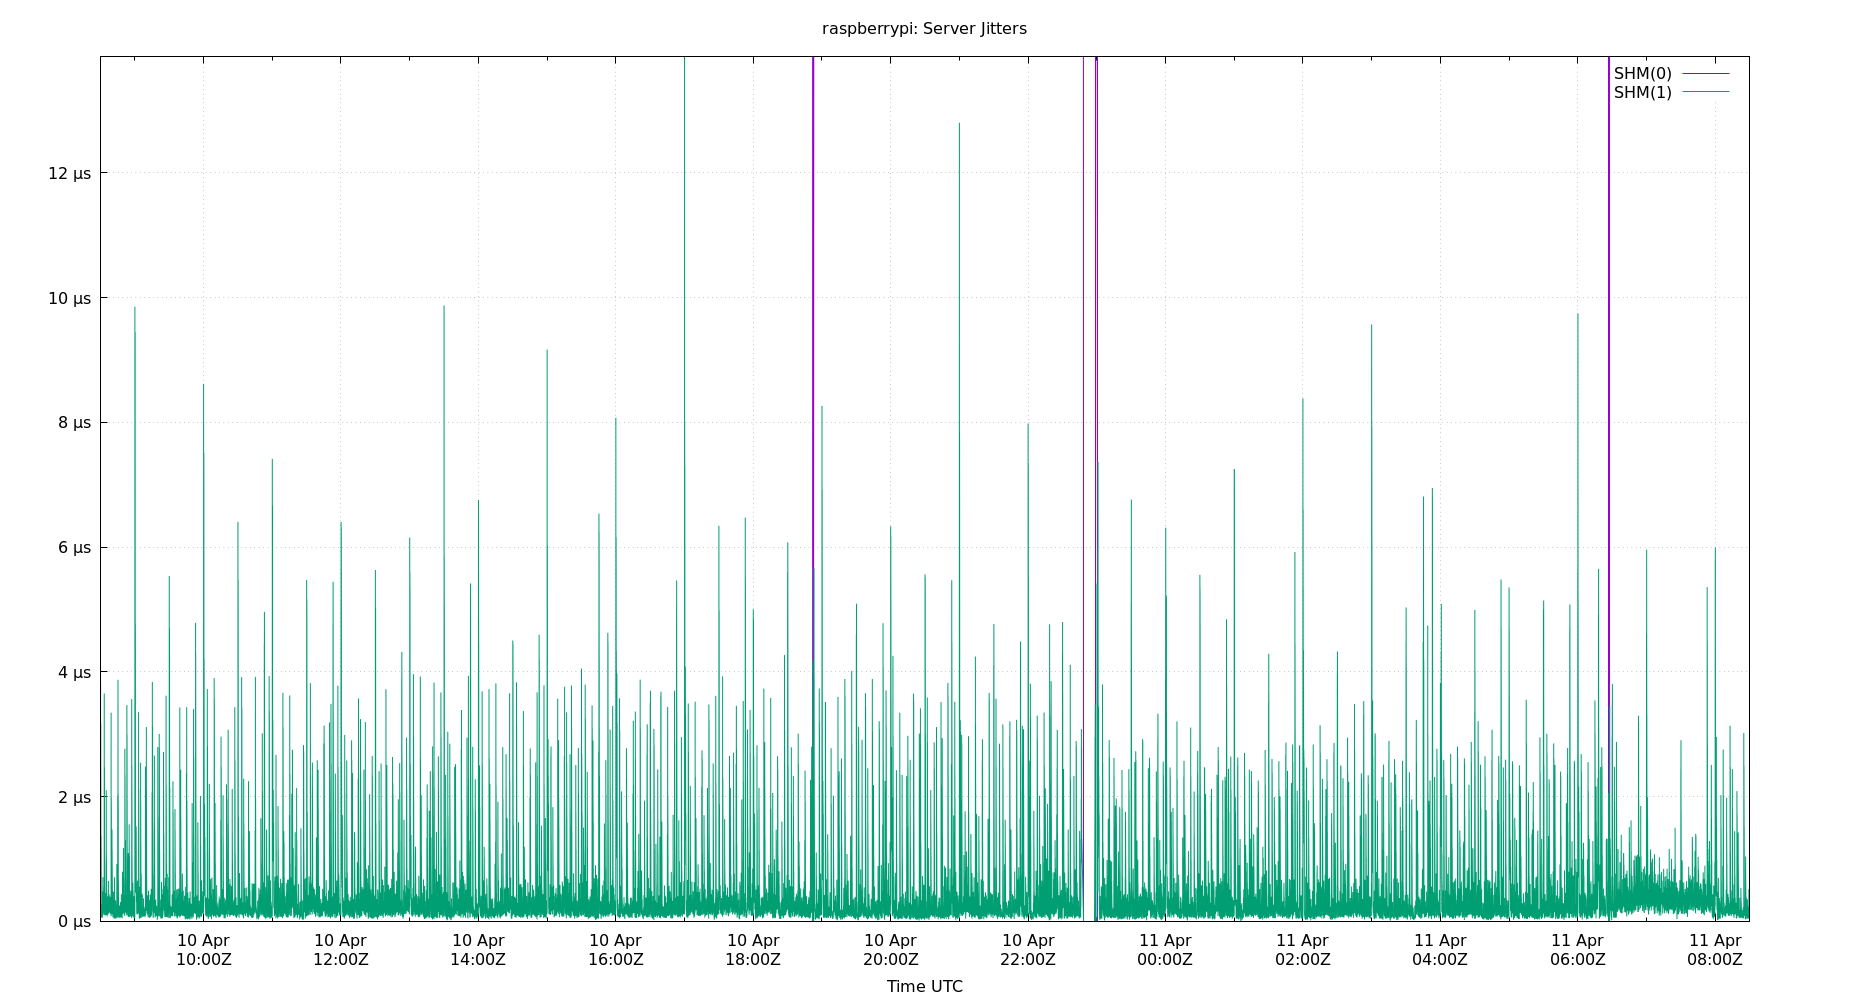 raspberrypi: Server Jitters
SHM(0)
SHM(1)
12 µs
10 µs
8 µs
6 µs
4 µs
2 µs
0 µs
10 Apr 10 Apr 10 Apr 10 Apr 10 Apr 10 Apr 10 Apr 11 Apr 11 Apr 11 Apr 11 Apr 11 Apr
10:00Z 12:00Z 14:00Z 16:00Z 18:00Z 20:00Z 22:00Z 00:00Z 02:00Z 04:00Z 06:00Z 08:00Z
Time UTC